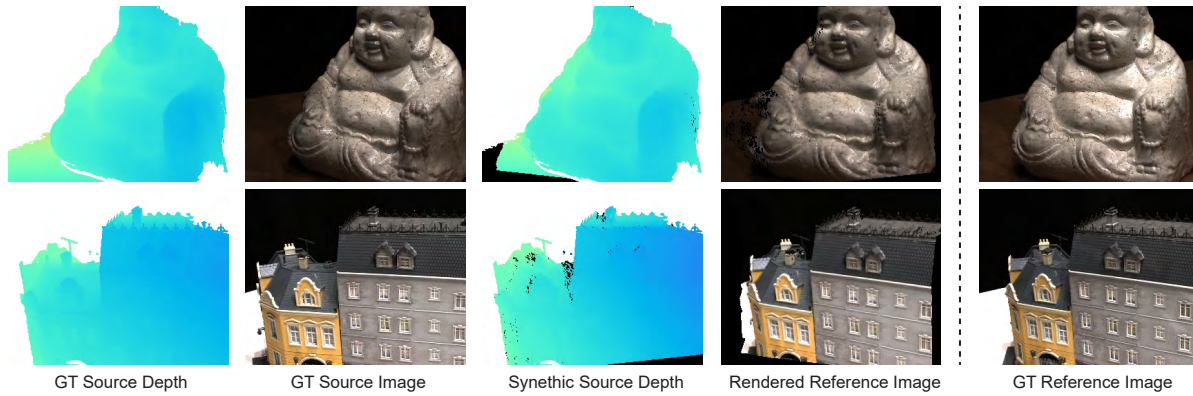 GT Source Depth
GT Source Image
Synethic Source Depth
Rendered Reference Image
GT Reference Image